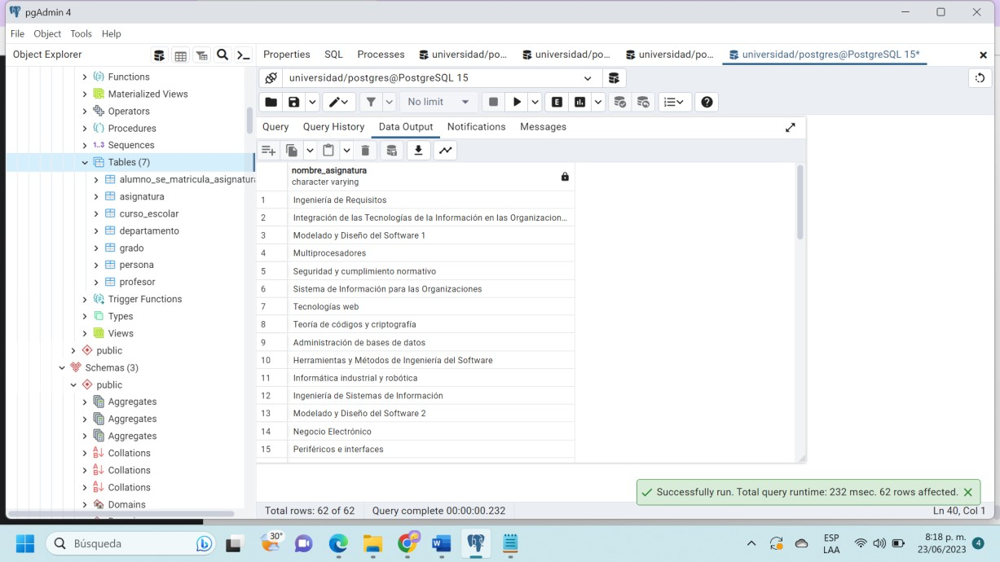 pgAdmin 4
File Object Tools Help
Object Explorer
Properties SQL Processes universidad/po... universidad/po... universidad/po... universidad/postgres@PostgreSQL 15*
universidad/postgres@PostgreSQL 15
No limit
Query Query History Data Output Notifications Messages
Functions
Materialized Views
Operators
Procedures
1..3 Sequences
Tables (7)
alumno_se_matricula_asignatura
asignatura
curso_escolar
departamento
grado
persona
profesor
Trigger Functions
Types
Views
public
Schemas (3)
public
Aggregates
Aggregates
Aggregates
Collations
Collations
Collations
Domains
nombre_asignatura
character varying
1 Ingeniería de Requisitos
2 Integración de las Tecnologías de la Información en las Organizacion...
3 Modelado y Diseño del Software 1
4 Multiprocesadores
5 Seguridad y cumplimiento normativo
6 Sistema de Información para las Organizaciones
7 Tecnologías web
8 Teoría de códigos y criptografía
9 Administración de bases de datos
10 Herramientas y Métodos de Ingeniería del Software
11 Informática industrial y robótica
12 Ingeniería de Sistemas de Información
13 Modelado y Diseño del Software 2
14 Negocio Electrónico
15 Periféricos e interfaces
Successfully run. Total query runtime: 232 msec. 62 rows affected.
Total rows: 62 of 62 Query complete 00:00:00.232 Ln 40, Col 1
Búsqueda
30°
ESP
LAA
8:18 p. m.
23/06/2023
4